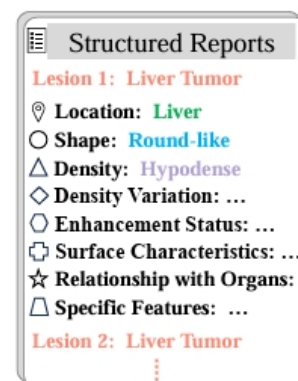 Structured Reports
Lesion 1: Liver Tumor
Location: Liver
Shape: Round-like
Density: Hypodense
Density Variation: ...
Enhancement Status: ...
Surface Characteristics: ...
Relationship with Organs:
Specific Features: ...
Lesion 2: Liver Tumor